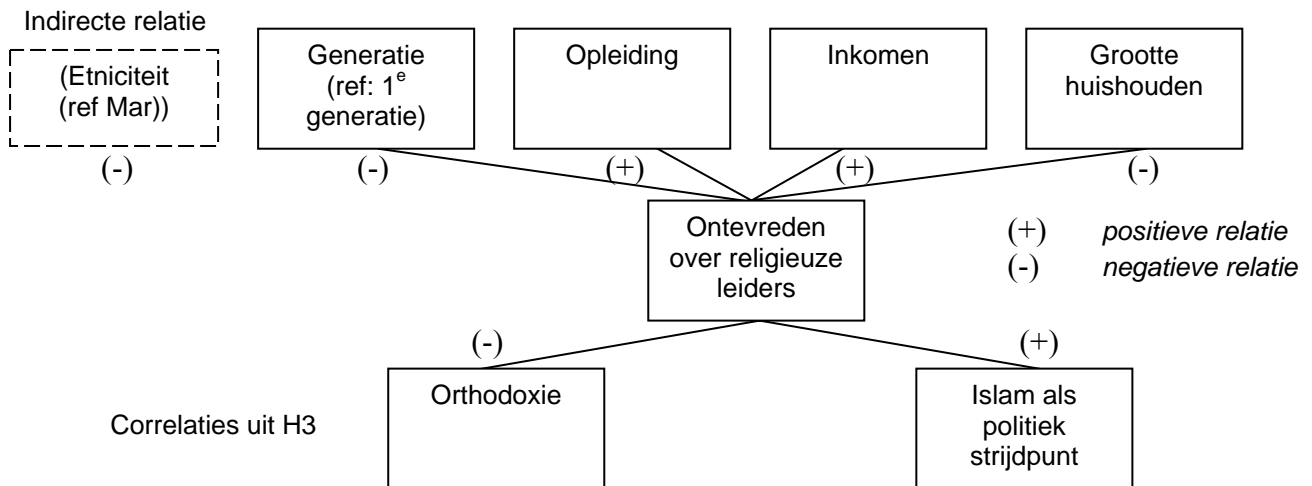 Indirecte relatie
(Etniciteit
(ref Mar))
(-)
Generatie
(ref: 1e
generatie)
(-)
Opleiding
(+)
Inkomen
(+)
Grootte
huishouden
(-)
Ontevreden
over religieuze
leiders
(+) positieve relatie
(-) negatieve relatie
(-)
(+)
Correlaties uit H3
Orthodoxie
Islam als
politiek
strijdpunt